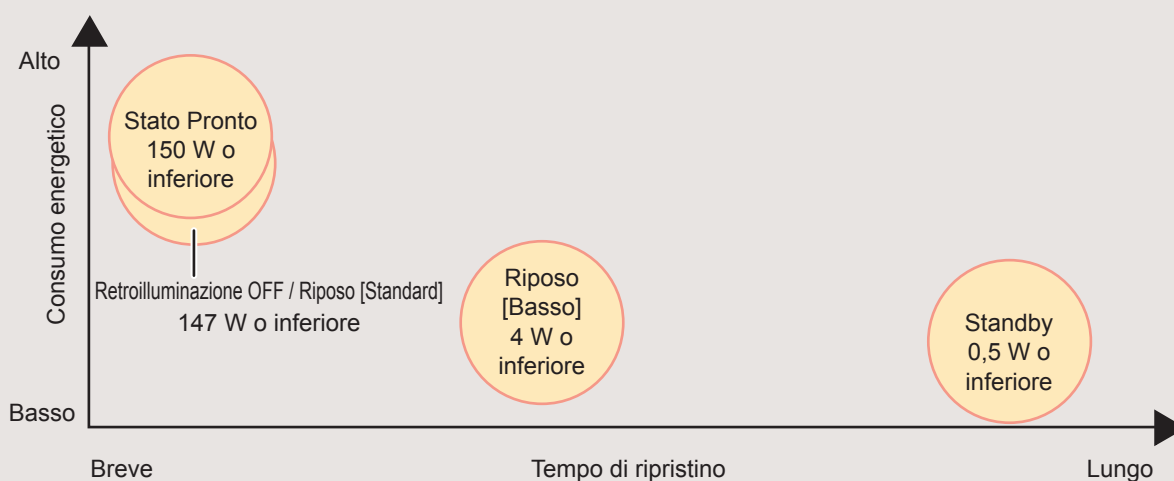 Alto
Consumo energetico
Stato Pronto
150 W o
inferiore
Retroilluminazione OFF / Riposo [Standard]
147 W o inferiore
Riposo
[Basso]
4 W o
inferiore
Standby
0,5 W o
inferiore
Basso
Breve
Tempo di ripristino
Lungo